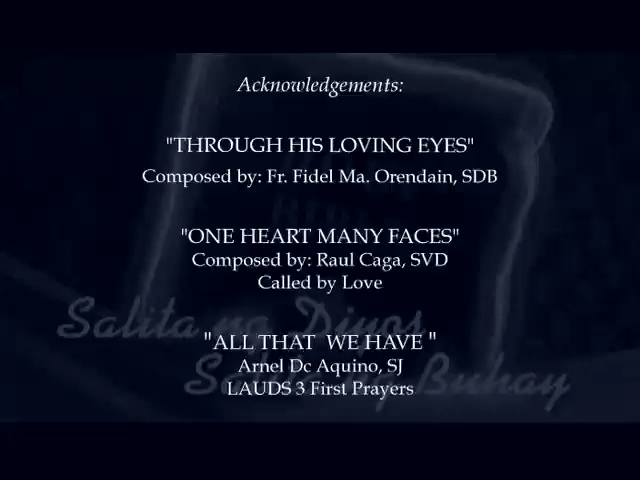 Acknowledgements:
"THROUGH HIS LOVING EYES"
Composed by: Fr. Fidel Ma. Orendain, SDB
"ONE HEART MANY FACES"
Composed by: Raul Caga, SVD
Called by Love
"ALL THAT WE HAVE "
Arnel Dc Aquino, SJ
LAUDS 3 First Prayers
Salita ng Diyos
Salita ng Buhay